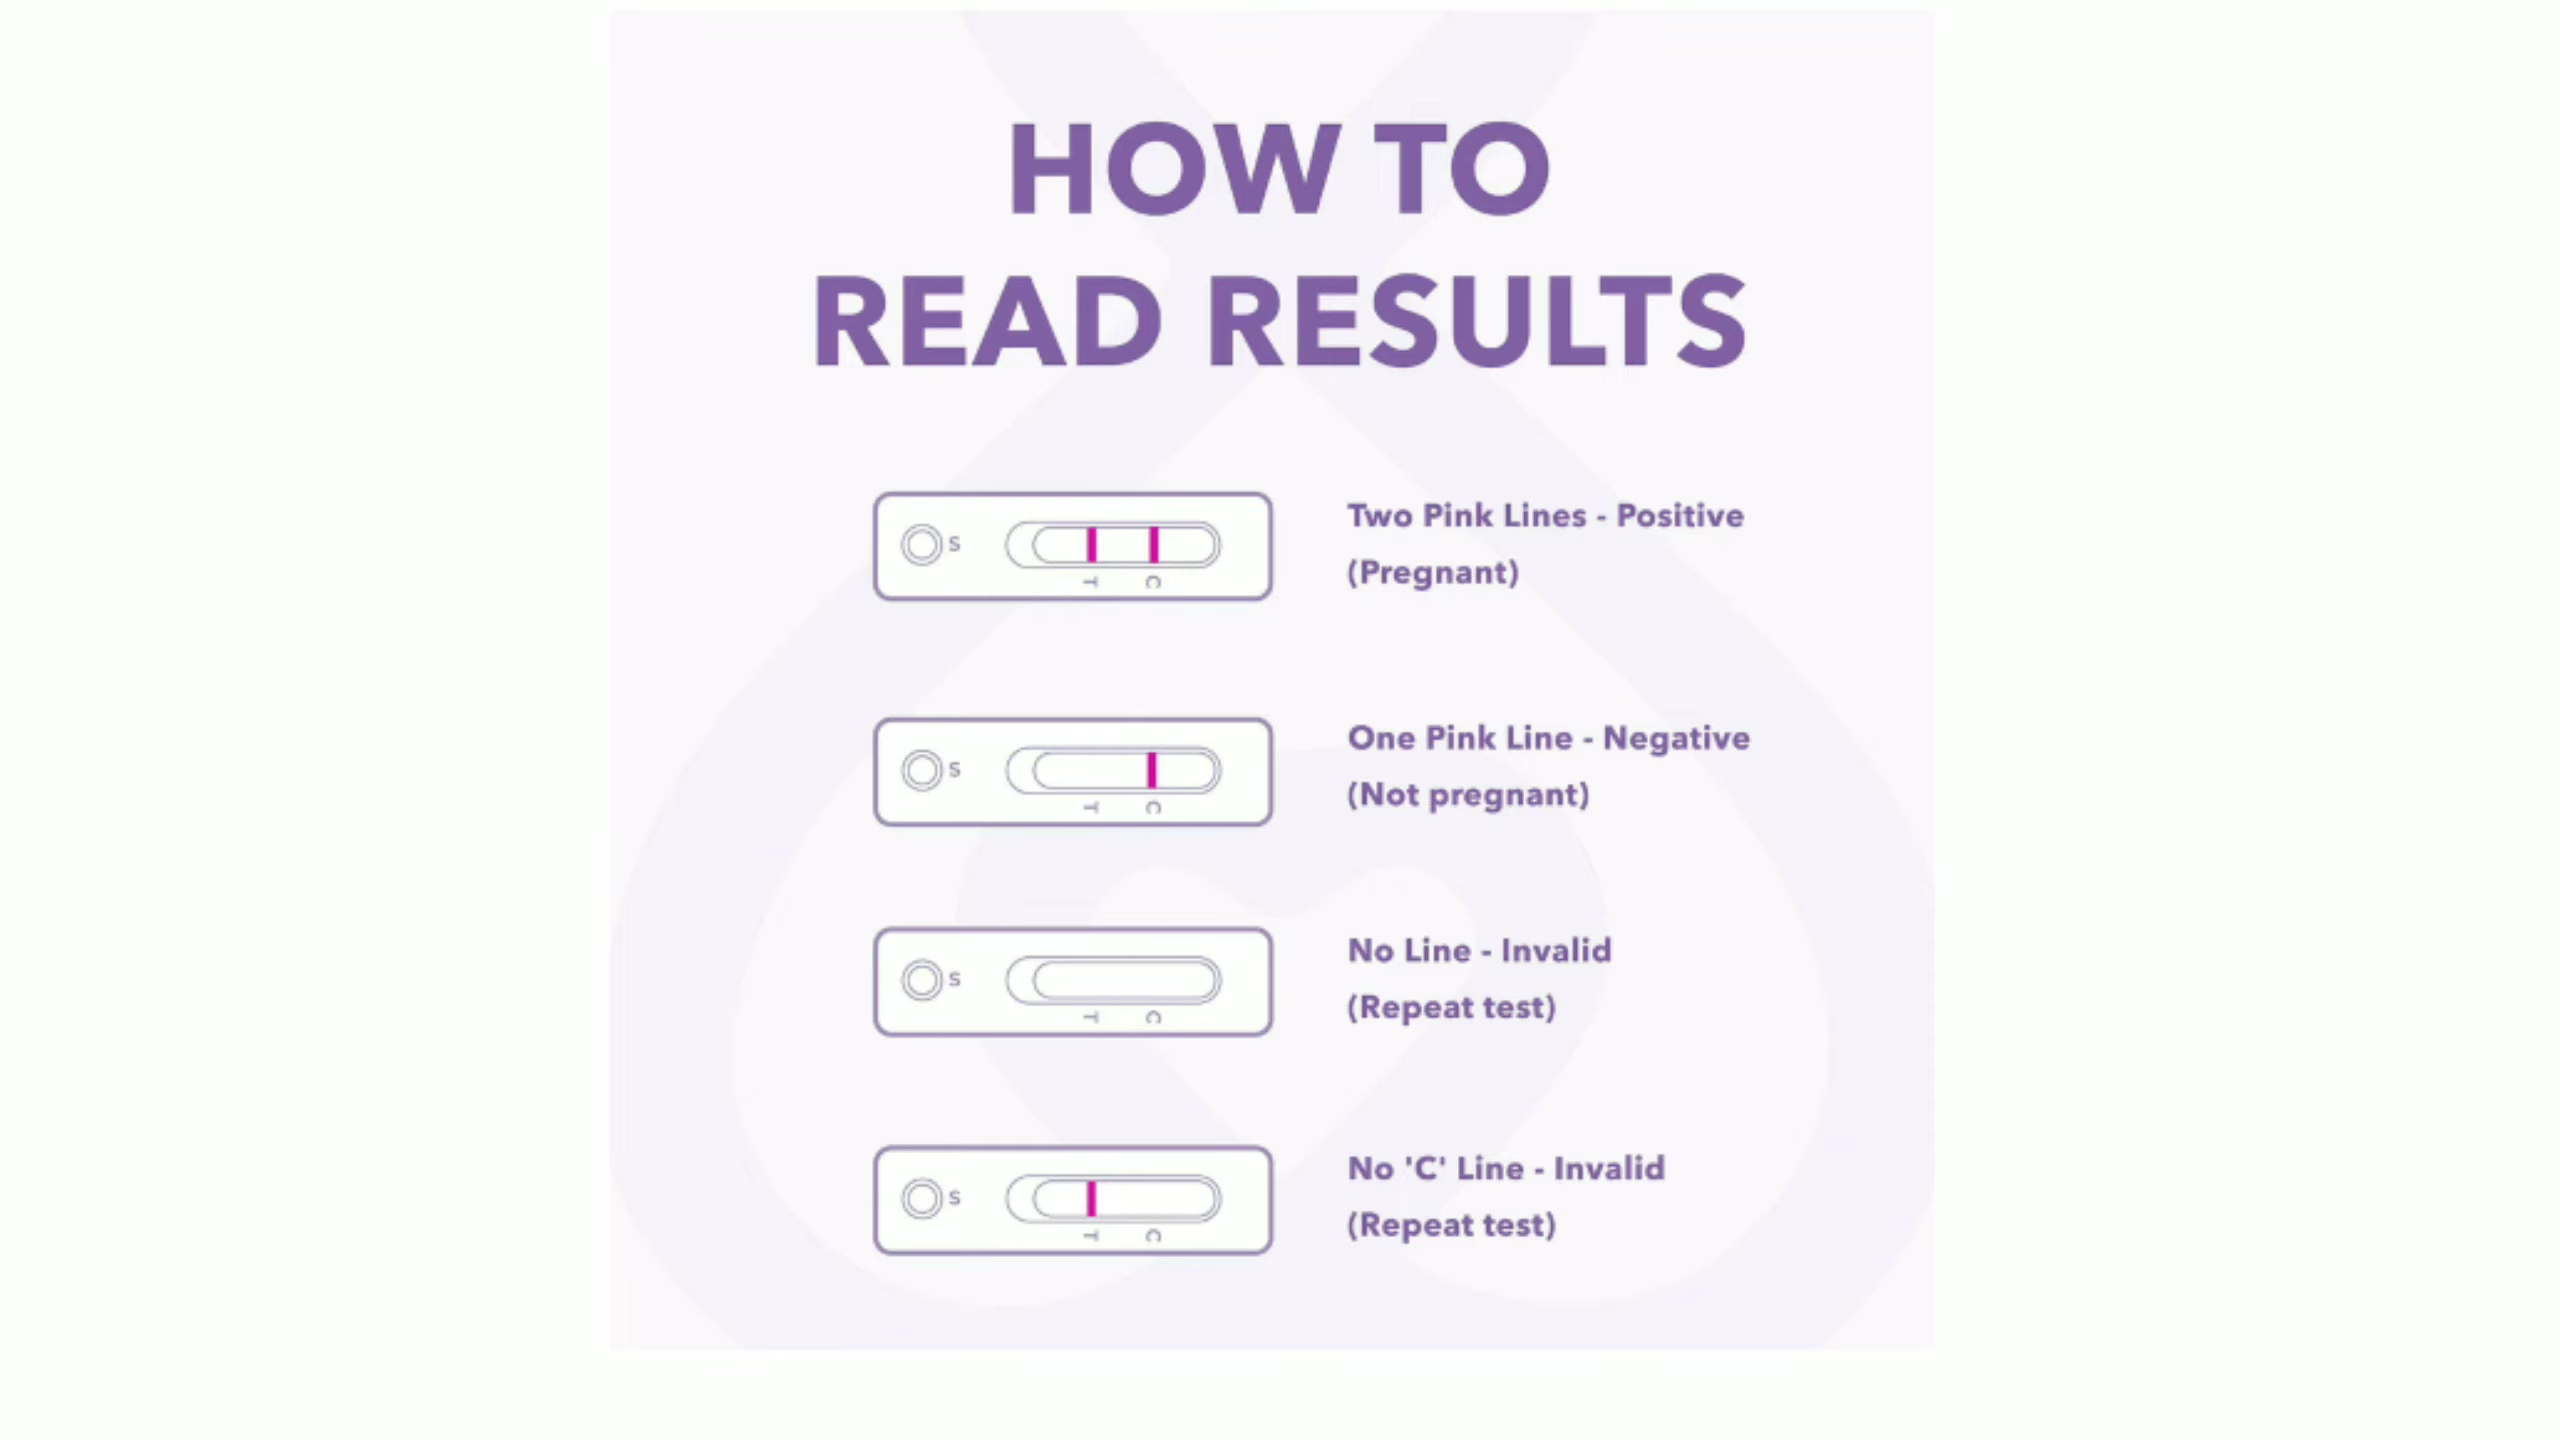 HOW TO
READ RESULTS
S
T C
Two Pink Lines - Positive
(Pregnant)
S
T C
One Pink Line - Negative
(Not pregnant)
S
T C
No Line - Invalid
(Repeat test)
S
T C
No 'C' Line - Invalid
(Repeat test)